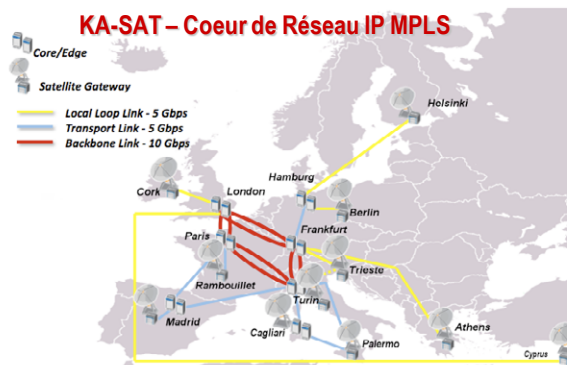 KA-SAT – Coeur de Réseau IP MPLS
Core/Edge
Satellite Gateway
Local Loop Link - 5 Gbps
Transport Link - 5 Gbps
Backbone Link - 10 Gbps
Holsinki
Hamburg
Cork
London
Berlin
Paris
Frankfurt
Rambouillet
Trieste
Turin
Madrid
Cagliari
Palermo
Athens
Cyprus